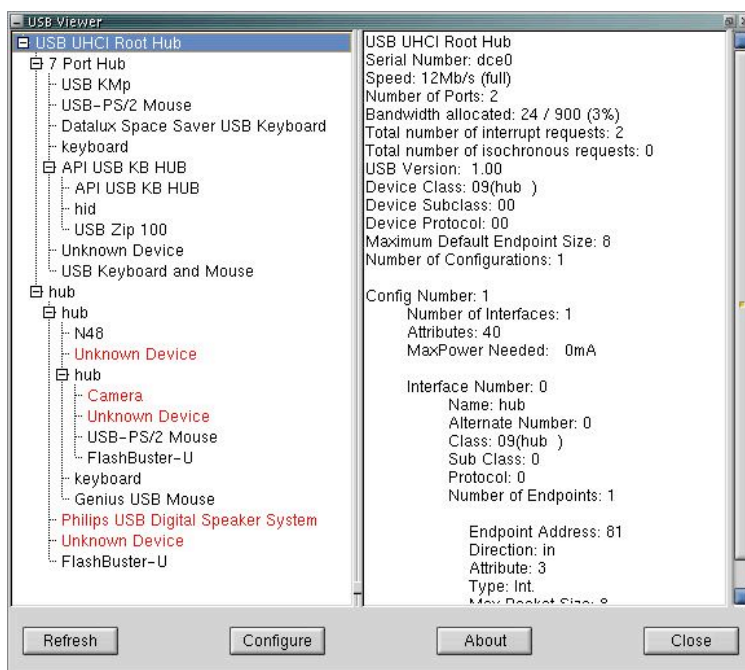 USB Viewer
USB UHCI Root Hub
7 Port Hub
USB KMp
USB-PS/2 Mouse
Datalux Space Saver USB Keyboard
keyboard
API USB KB HUB
API USB KB HUB
hid
USB Zip 100
Unknown Device
USB Keyboard and Mouse
hub
hub
N48
Unknown Device
hub
Camera
Unknown Device
USB-PS/2 Mouse
FlashBuster-U
keyboard
Genius USB Mouse
Philips USB Digital Speaker System
Unknown Device
FlashBuster-U
USB UHCI Root Hub
Serial Number: dce0
Speed: 12Mb/s (full)
Number of Ports: 2
Bandwidth allocated: 24 / 900 (3%)
Total number of interrupt requests: 2
Total number of isochronous requests: 0
USB Version:  1.00
Device Class: 09(hub  )
Device Subclass: 00
Device Protocol: 00
Maximum Default Endpoint Size: 8
Number of Configurations: 1
Config Number: 1
Number of Interfaces: 1
Attributes: 40
MaxPower Needed:   0mA
Interface Number: 0
Name: hub
Alternate Number: 0
Class: 09(hub  )
Sub Class: 0
Protocol: 0
Number of Endpoints: 1
Endpoint Address: 81
Direction: in
Attribute: 3
Type: Int.
Max Packet Size: 8
Refresh
Configure
About
Close